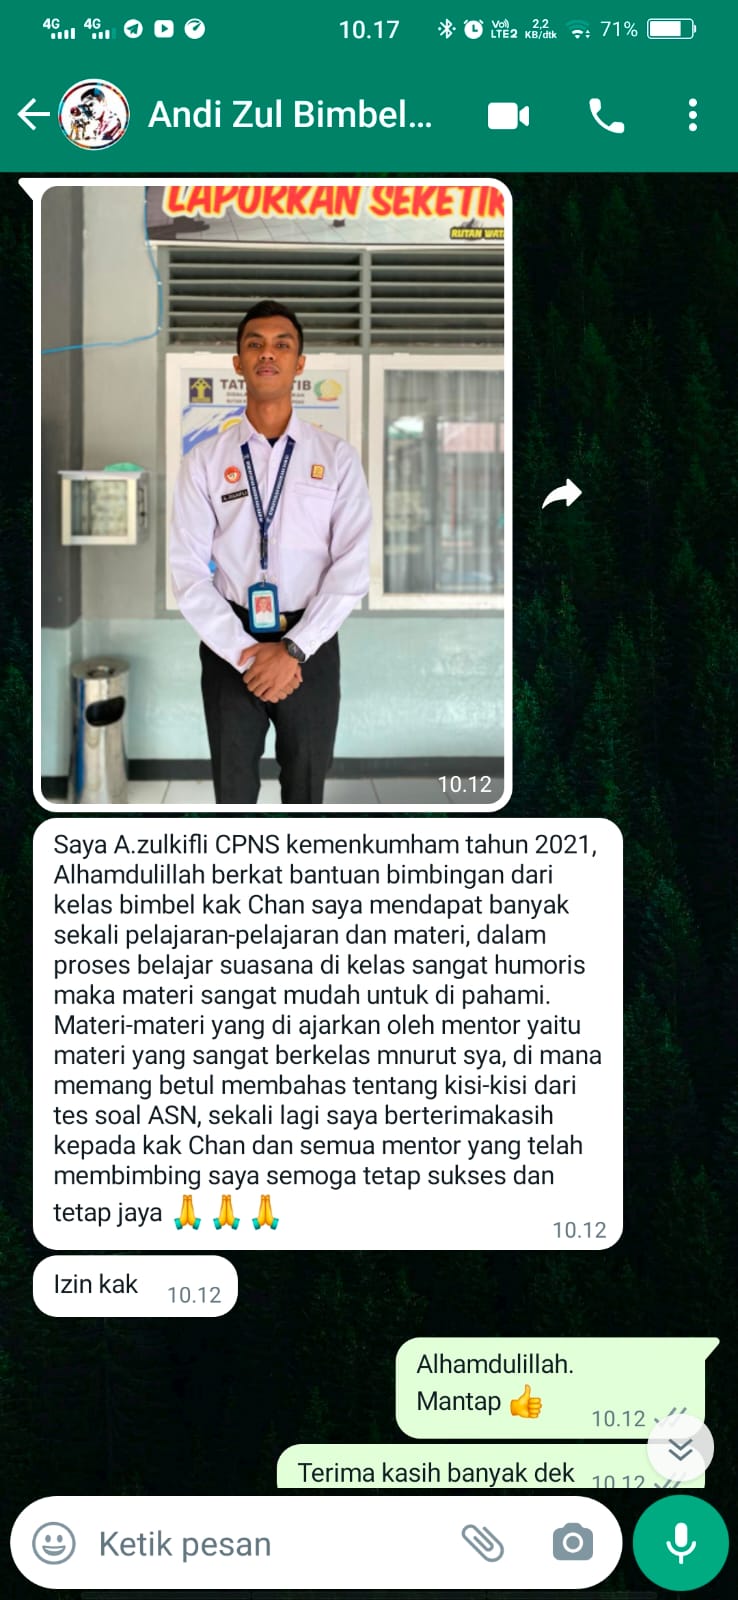 4G 4G 10.17 Vo)) LTE2 2,2 KB/dtk 71%
Andi Zul Bimbel...
LAPORKAN SEKETIK
RUTAN WAT
TAT TIB
10.12
Saya A.zulkifli CPNS kemenkumham tahun 2021,
Alhamdulillah berkat bantuan bimbingan dari
kelas bimbel kak Chan saya mendapat banyak
sekali pelajaran-pelajaran dan materi, dalam
proses belajar suasana di kelas sangat humoris
maka materi sangat mudah untuk di pahami.
Materi-materi yang di ajarkan oleh mentor yaitu
materi yang sangat berkelas mnurut sya, di mana
memang betul membahas tentang kisi-kisi dari
tes soal ASN, sekali lagi saya berterimakasih
kepada kak Chan dan semua mentor yang telah
membimbing saya semoga tetap sukses dan
tetap jaya 🙏 🙏 🙏
10.12
Izin kak 10.12
Alhamdulillah.
Mantap 👍
10.12
Terima kasih banyak dek 10.12
Ketik pesan